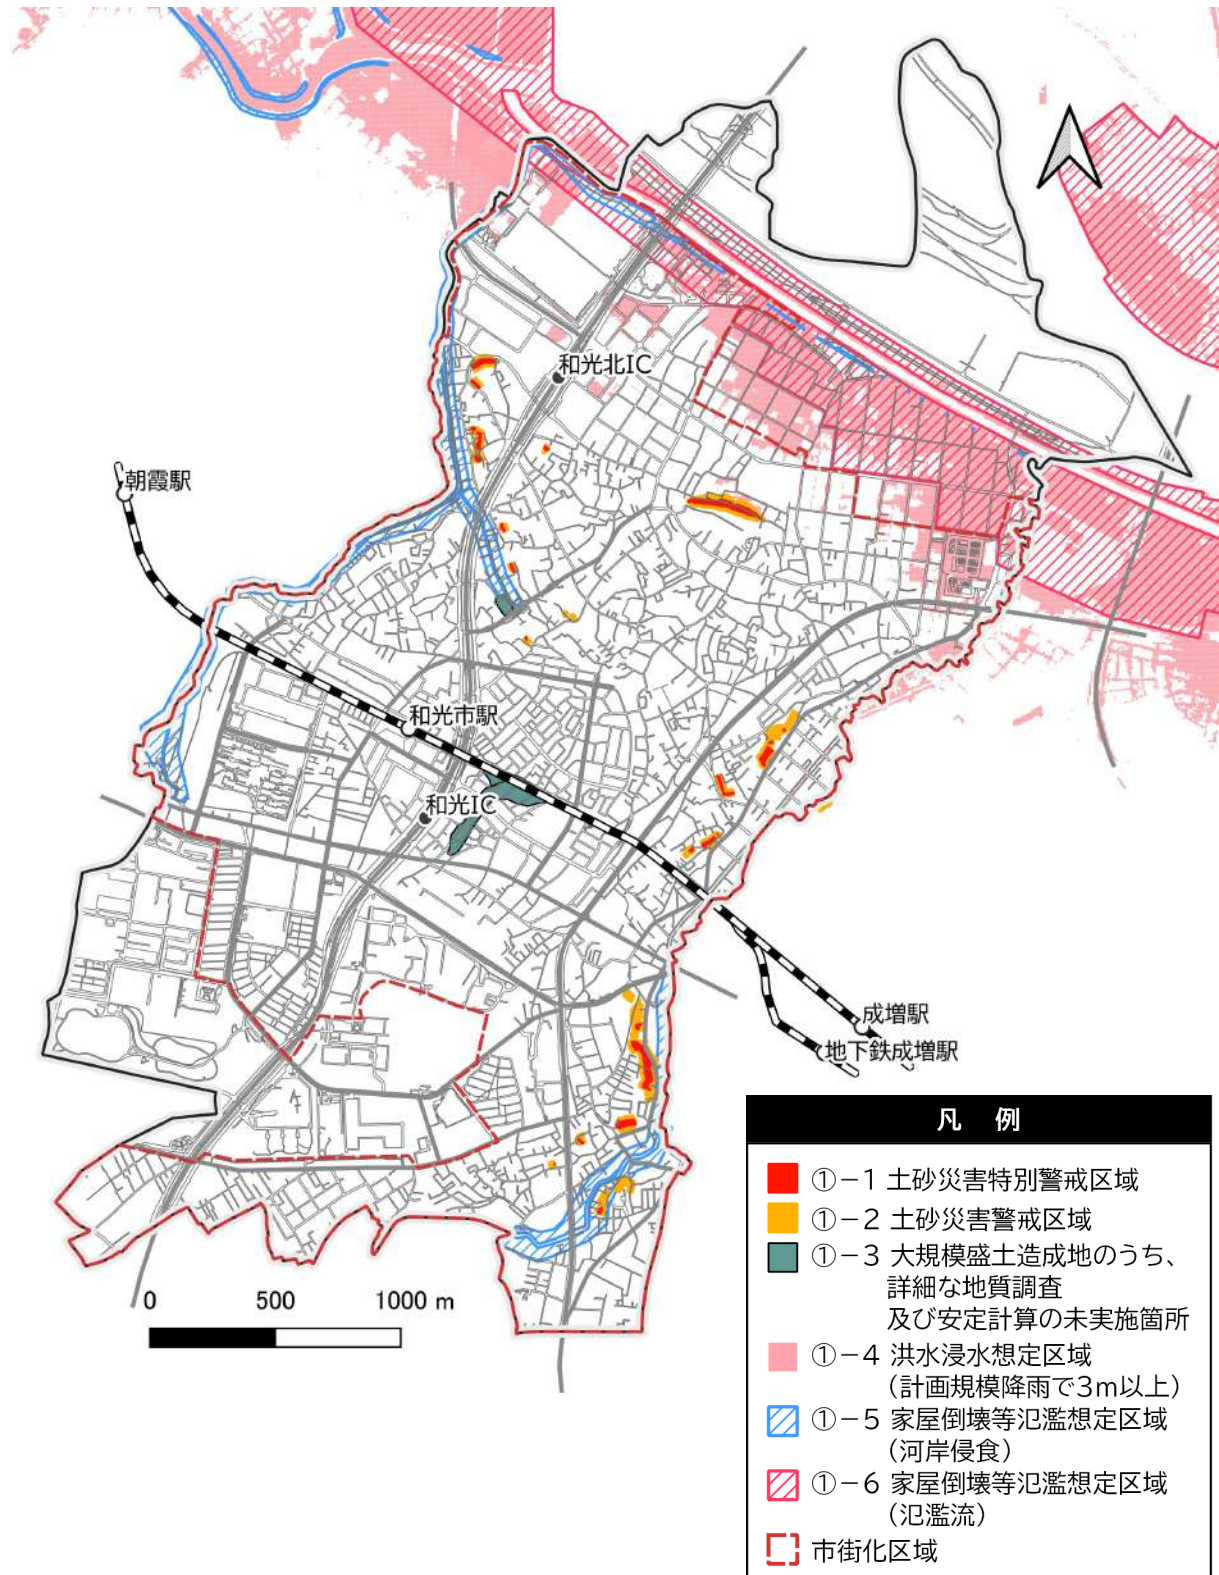 和光北IC
朝霞駅
和光市駅
和光IC
成増駅
地下鉄成増駅
0 500 1000 m
凡 例
①-1 土砂災害特別警戒区域
①-2 土砂災害警戒区域
①-3 大規模盛土造成地のうち、
詳細な地質調査
及び安定計算の未実施箇所
①-4 洪水浸水想定区域
(計画規模降雨で3m以上)
①-5 家屋倒壊等氾濫想定区域
(河岸侵食)
①-6 家屋倒壊等氾濫想定区域
(氾濫流)
市街化区域